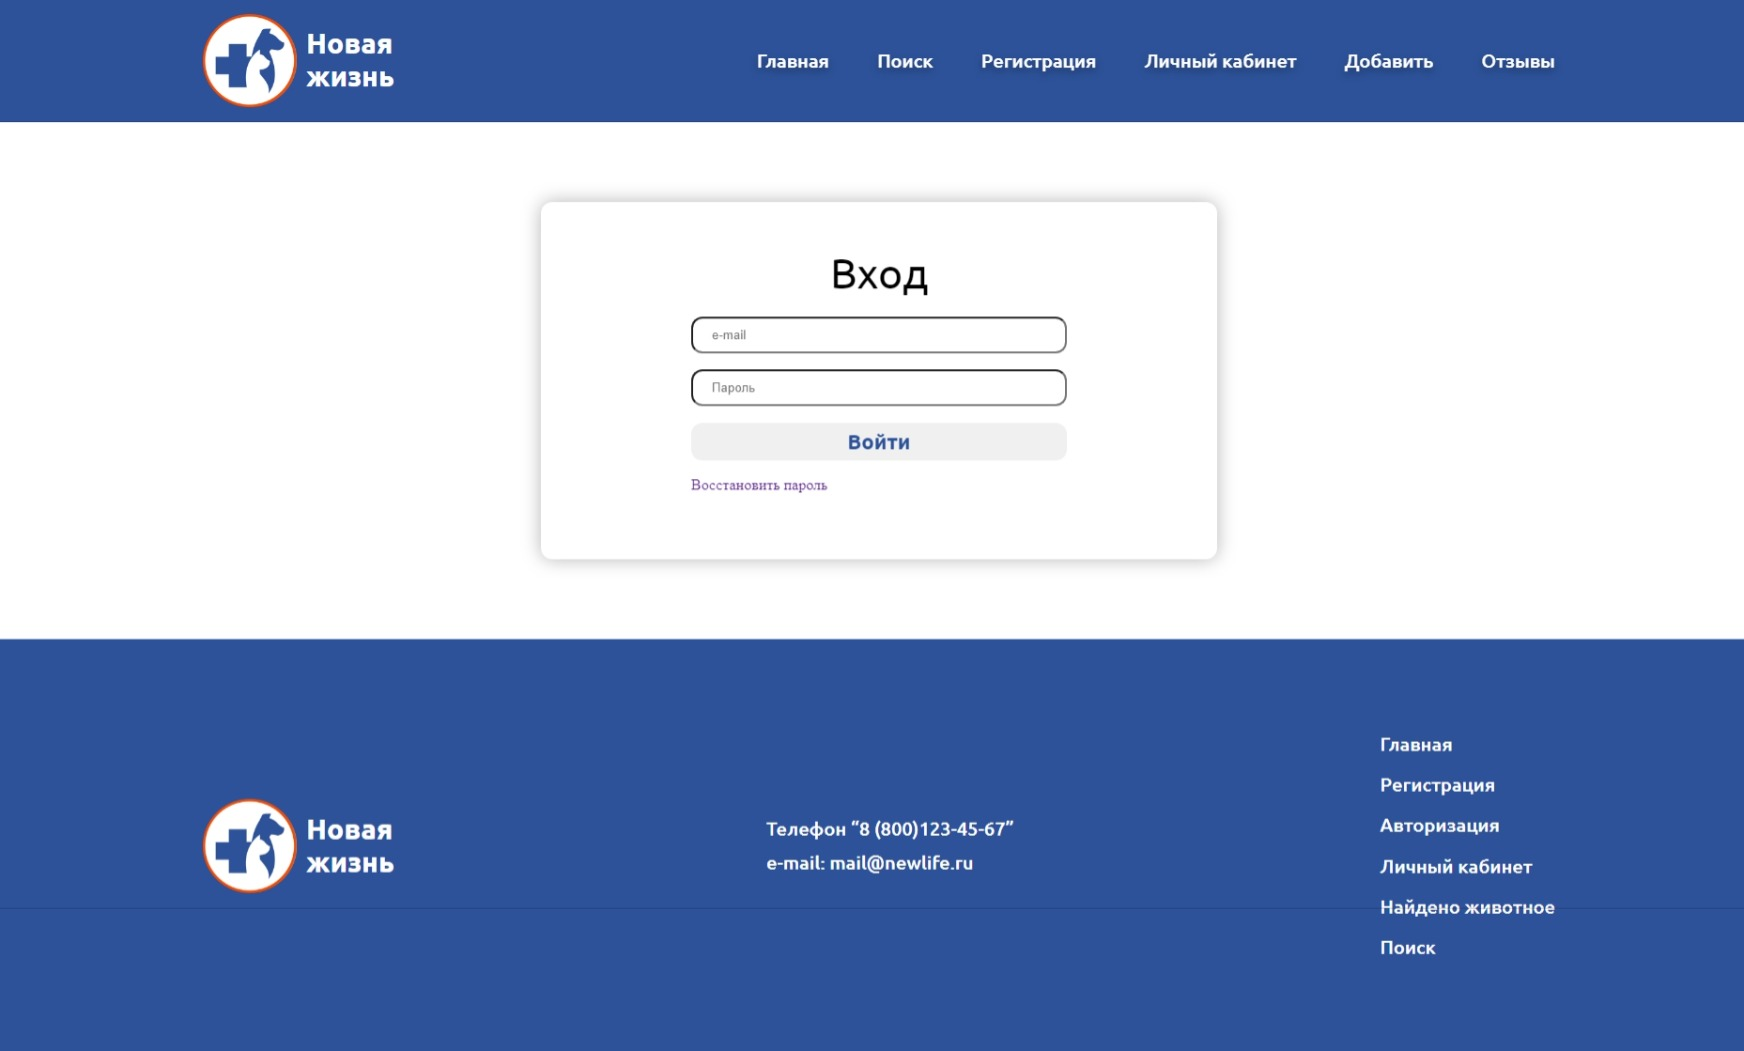 Новая
жизнь
Главная
Поиск
Регистрация
Личный кабинет
Добавить
Отзывы
Вход
e-mail
Пароль
Войти
Восстановить пароль
Новая
жизнь
Телефон “8 (800)123-45-67”
e-mail: mail@newlife.ru
Главная
Регистрация
Авторизация
Личный кабинет
Найдено животное
Поиск